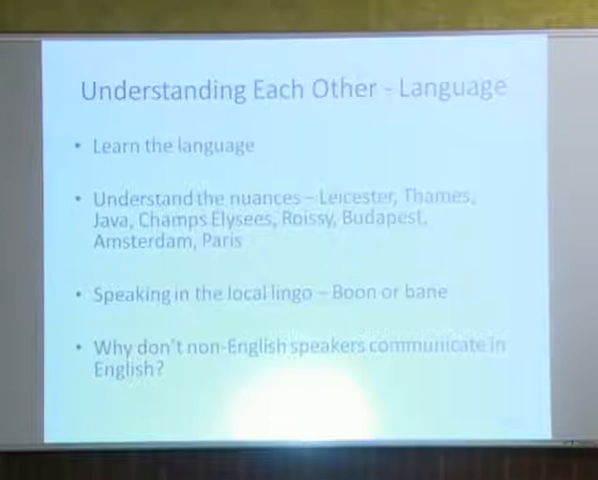 Understanding Each Other - Language
• Learn the language
• Understand the nuances – Leicester, Thames,
Java, Champs Elysees, Roissy, Budapest,
Amsterdam, Paris
• Speaking in the local lingo – Boon or bane
• Why don't non-English speakers communicate in
English?